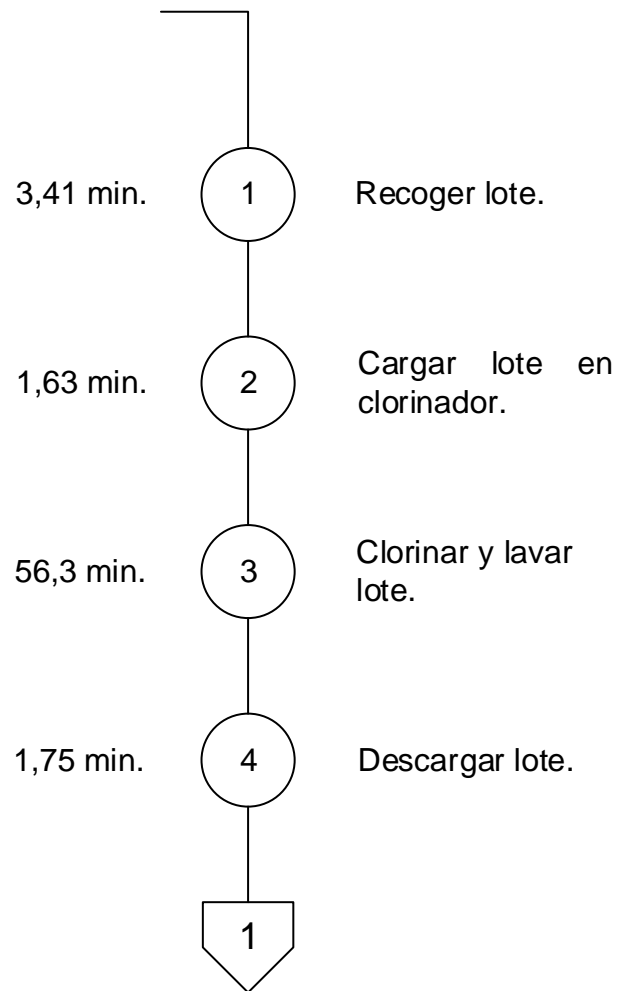 3,41 min.
1
Recoger lote.
1,63 min.
2
Cargar lote en
clorinador.
56,3 min.
3
Clorinar y lavar
lote.
1,75 min.
4
Descargar lote.
1